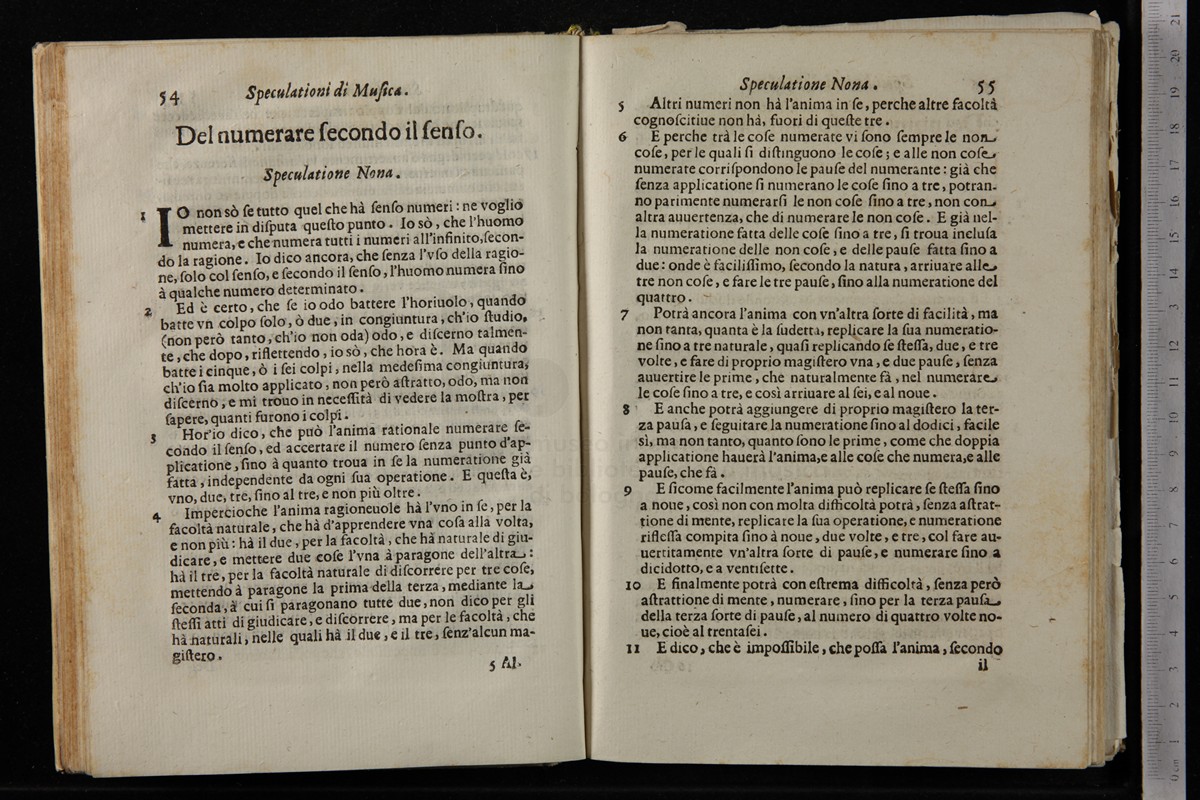 54 Speculationi di Muſica.
Del numerare ſecondo il ſenſo.
Speculatione Nona.
1 IO non sò ſe tutto quel che hà ſenſo numeri: ne voglio
mettere in diſputa queſto punto. Io sò, che l'huomo
numera, e che numera tutti i numeri all'infinito, ſecon-
do la ragione. Io dico ancora, che ſenza l'vſo della ragio-
ne, ſolo col ſenſo, e ſecondo il ſenſo, l'huomo numera ſino
à qualche numero determinato.
2 Ed è certo, che ſe io odo battere l'horiuolo, quando
batte vn colpo ſolo, ò due, in congiuntura, ch'io ſtudio,
(non però tanto, ch'io non oda) odo, e diſcerno talmen-
te, che dopo, riflettendo, io sò, che hora è. Ma quando
batte i cinque, ò i ſei colpi, nella medeſima congiuntura,
ch'io ſia molto applicato, non però aſtratto, odo, ma non
diſcerno, e mi trouo in neceſſità di vedere la moſtra, per
ſapere, quanti furono i colpi.
3 Hor'io dico, che può l'anima rationale numerare ſe-
condo il ſenſo, ed accertare il numero ſenza punto d'ap-
plicatione, ſino à quanto troua in ſe la numeratione già
fatta, independente da ogni ſua operatione. E queſta è,
vno, due, tre, ſino al tre, e non più oltre.
4 Impercioche l'anima ragioneuole hà l'vno in ſe, per la
facoltà naturale, che hà d'apprendere vna coſa alla volta,
e non più: hà il due, per la facoltà, che hà naturale di giu-
dicare, e mettere due coſe l'vna à paragone dell'altra:
hà il tre, per la facoltà naturale di diſcorrere per tre coſe,
mettendo à paragone la prima della terza, mediante la
ſeconda, à cui ſi paragonano tutte due, non dico per gli
ſteſſi atti di giudicare, e diſcorrere, ma per le facoltà, che
hà naturali, nelle quali hà il due, e il tre, ſenz'alcun ma-
giſtero.
5 Al-
Speculatione Nona. 55
5 Altri numeri non hà l'anima in ſe, perche altre facoltà
cognoſcitiue non hà, fuori di queſte tre.
6 E perche trà le coſe numerate vi ſono ſempre le non
coſe, per le quali ſi diſtinguono le coſe; e alle non coſe
numerate corriſpondono le pauſe del numerante: già che
ſenza applicatione ſi numerano le coſe ſino a tre, potran-
no parimente numerarſi le non coſe ſino a tre, non con
altra auuertenza, che di numerare le non coſe. E già nel-
la numeratione fatta delle coſe ſino a tre, ſi troua incluſa
la numeratione delle non coſe, e delle pauſe fatta ſino a
due: onde è faciliſſimo, ſecondo la natura, arriuare alle
tre non coſe, e fare le tre pauſe, ſino alla numeratione del
quattro.
7 Potrà ancora l'anima con vn'altra ſorte di facilità, ma
non tanta, quanta è la ſudetta, replicare la ſua numeratio-
ne ſino a tre naturale, quaſi replicando ſe ſteſſa, due, e tre
volte, e fare di proprio magiſtero vna, e due pauſe, ſenza
auuertire le prime, che naturalmente fà, nel numerare
le coſe ſino a tre, e così arriuare al ſei, e al noue.
8 E anche potrà aggiungere di proprio magiſtero la ter-
za pauſa, e ſeguitare la numeratione ſino al dodici, facile
sì, ma non tanto, quanto ſono le prime, come che doppia
applicatione hauerà l'anima, e alle coſe che numera, e alle
pauſe, che fà.
9 E ſicome facilmente l'anima può replicare ſe ſteſſa ſino
a noue, così non con molta difficoltà potrà, ſenza aſtrat-
tione di mente, replicare la ſua operatione, e numeratione
rifleſſa compita ſino à noue, due volte, e tre, col fare au-
uertitamente vn'altra ſorte di pauſe, e numerare ſino a
dicidotto, e a ventiſette.
10 E finalmente potrà con eſtrema difficoltà, ſenza però
aſtrattione di mente, numerare, ſino per la terza pauſa
della terza ſorte di pauſe, al numero di quattro volte no-
ue, cioè al trentaſei.
11 E dico, che è impoſſibile, che poſſa l'anima, ſecondo
il